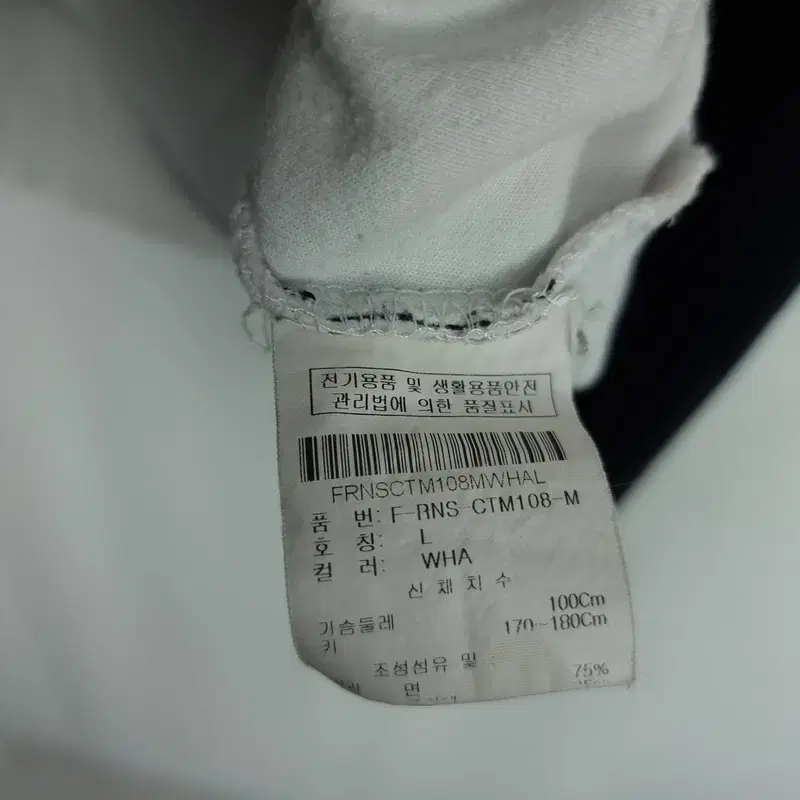 전기용품 및 생활용품안전
관리법에 의한 품질표시
FRNSCTM108MWHAL
품 번: F-RNS-CTM108-M
호 칭: L
컬 러: WHA
신 체 치 수
가슴둘레 100Cm
키 170~180Cm
조성섬유 및
면 75%